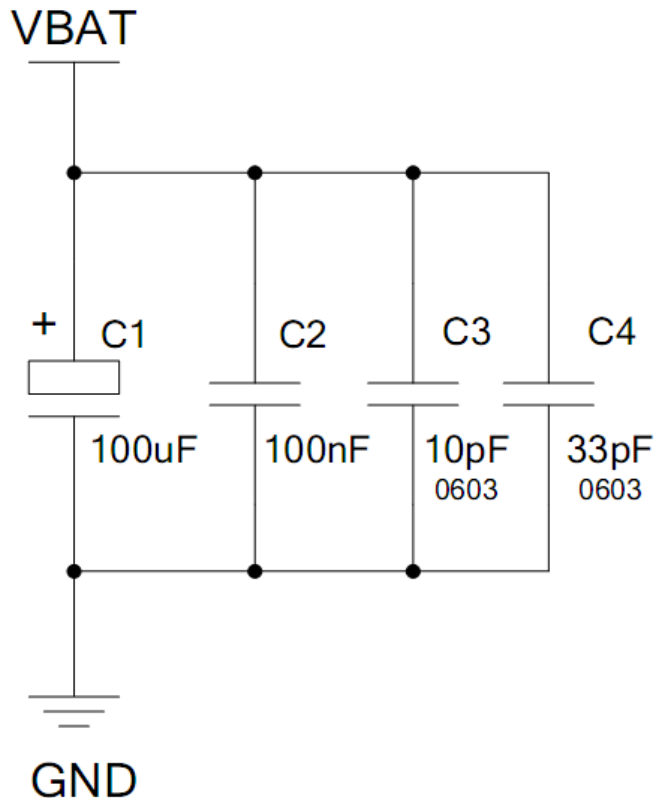 VBAT
+ C1 C2 C3 C4
100uF 100nF 10pF 33pF
0603 0603
GND